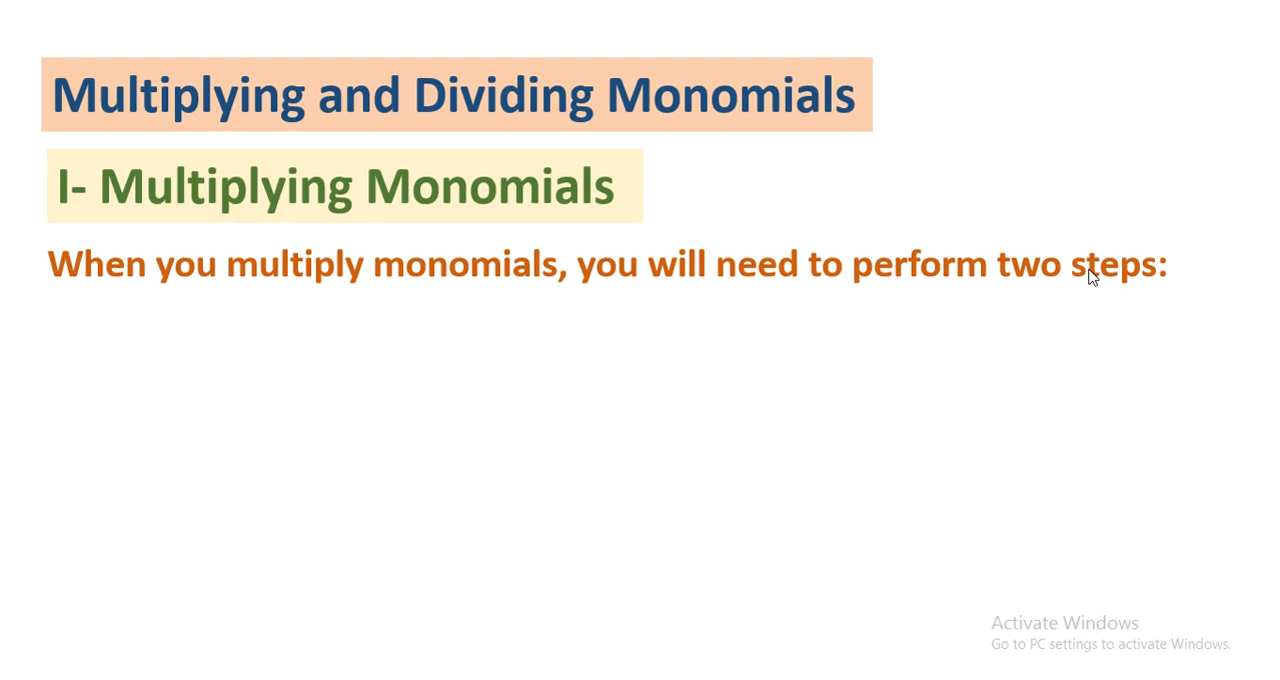 Multiplying and Dividing Monomials
I- Multiplying Monomials
When you multiply monomials, you will need to perform two steps:
Activate Windows
Go to PC settings to activate Windows.